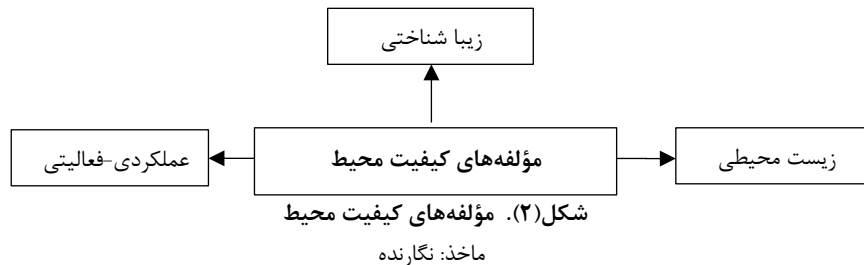 زیبا شناختی
زیست محیطی
مؤلفه‌های کیفیت محیط
عملکردی-فعالیتی
شکل(۲). مؤلفه‌های کیفیت محیط
ماخذ: نگارنده